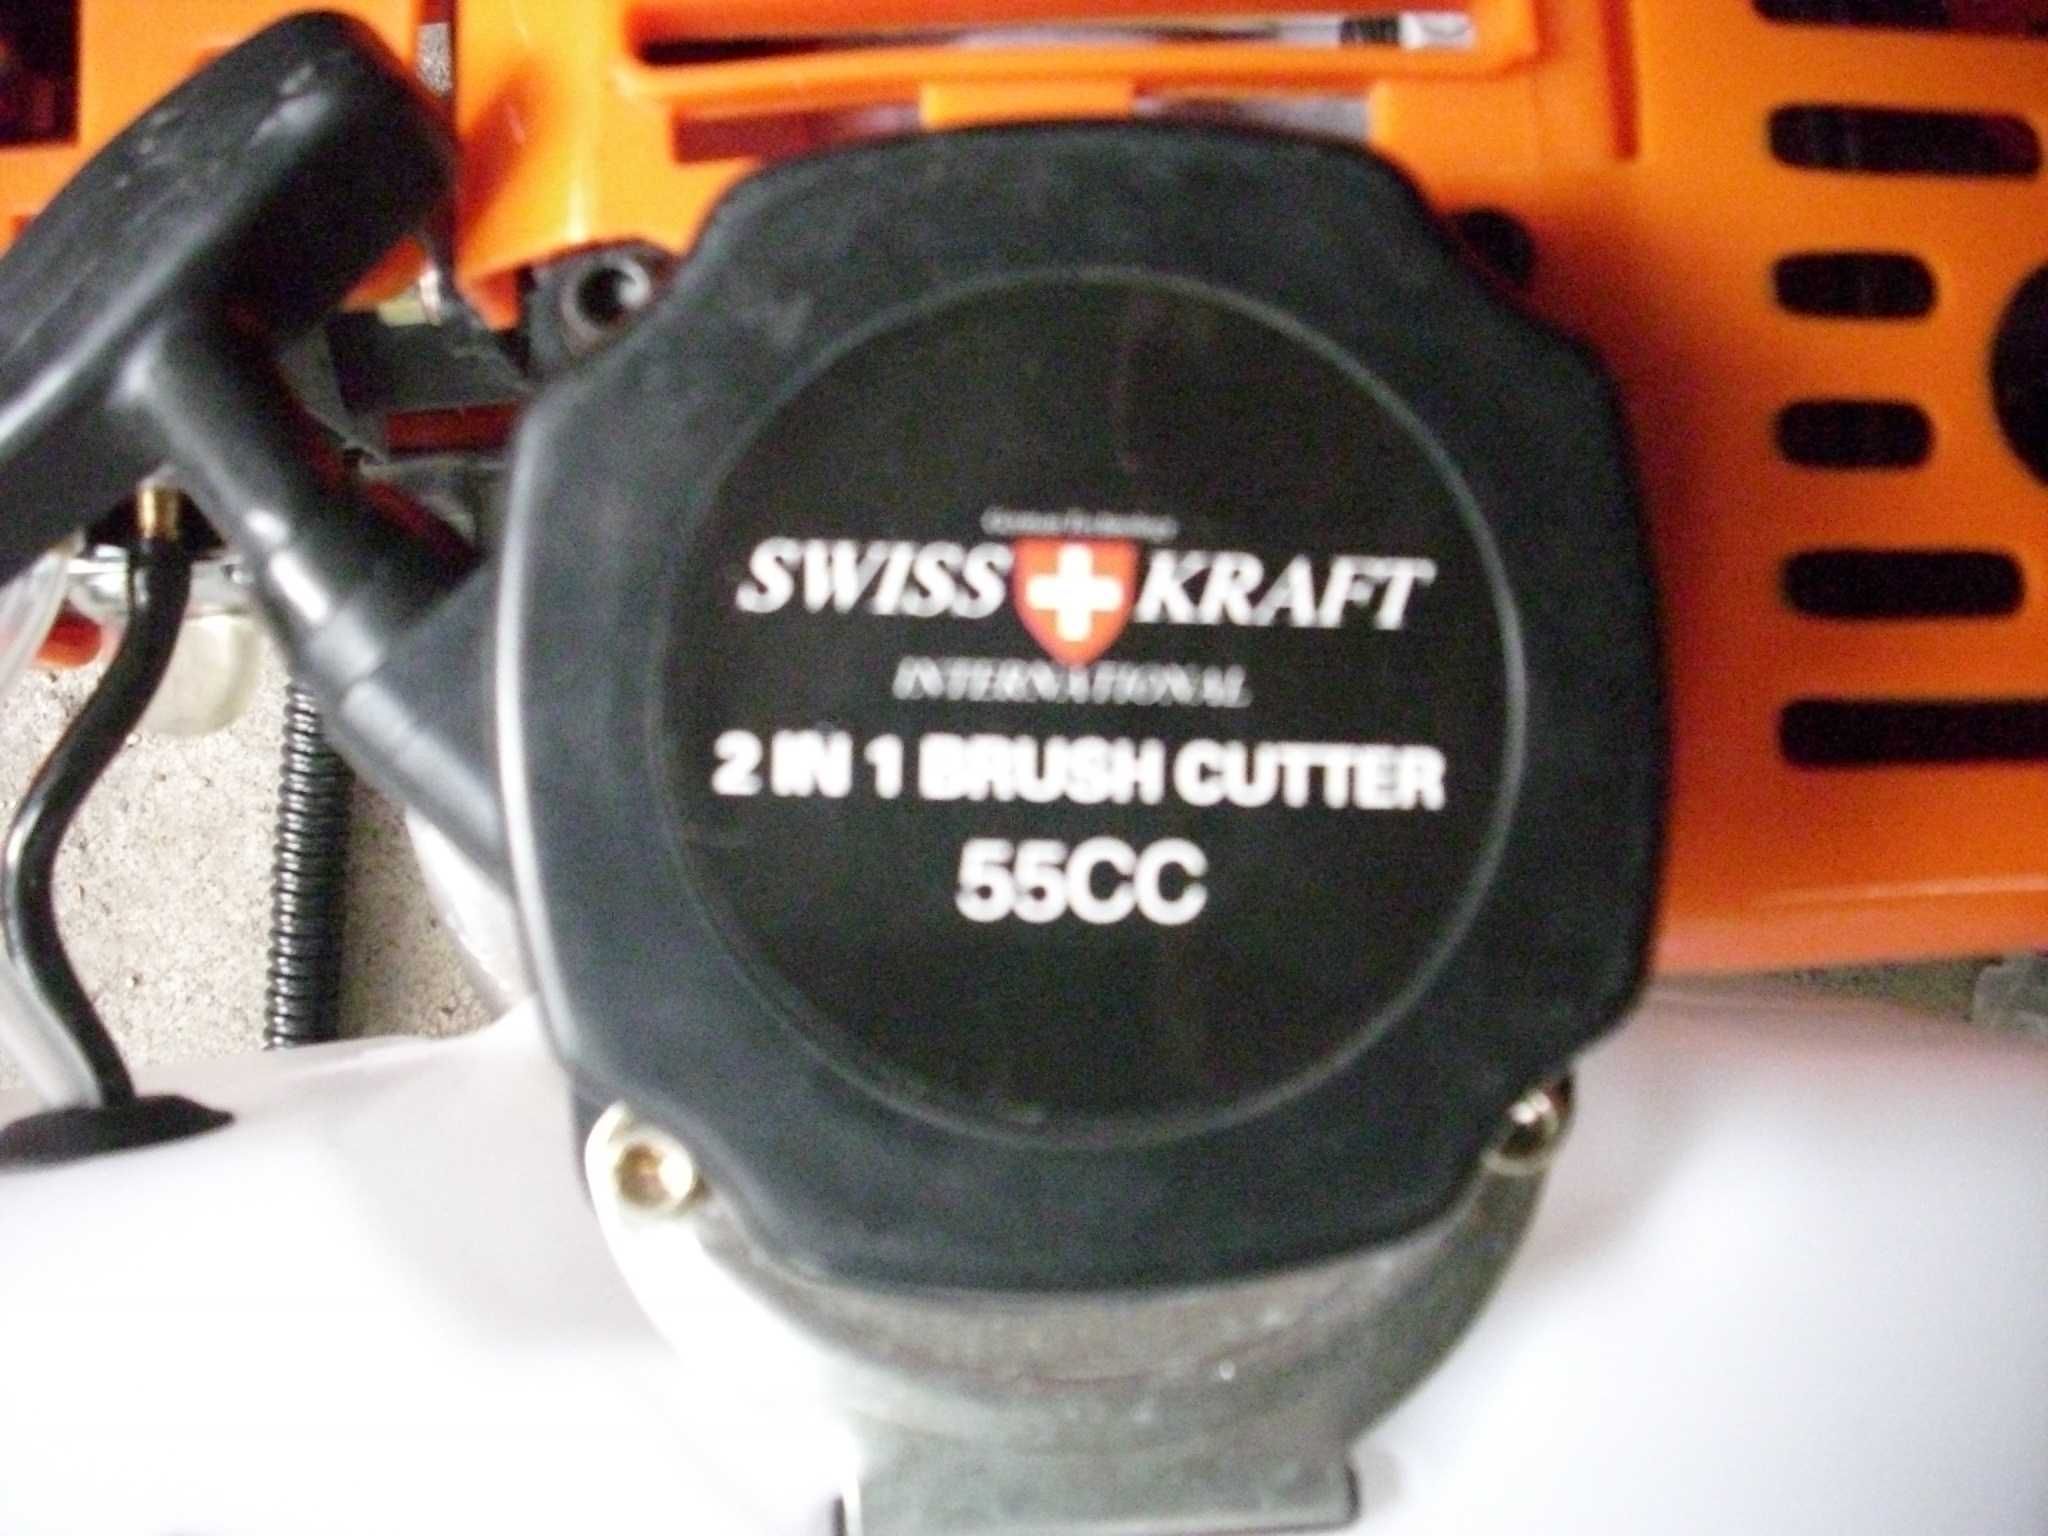 SWISS KRAFT
INTERNATIONAL
2 IN 1 BRUSH CUTTER
55CC